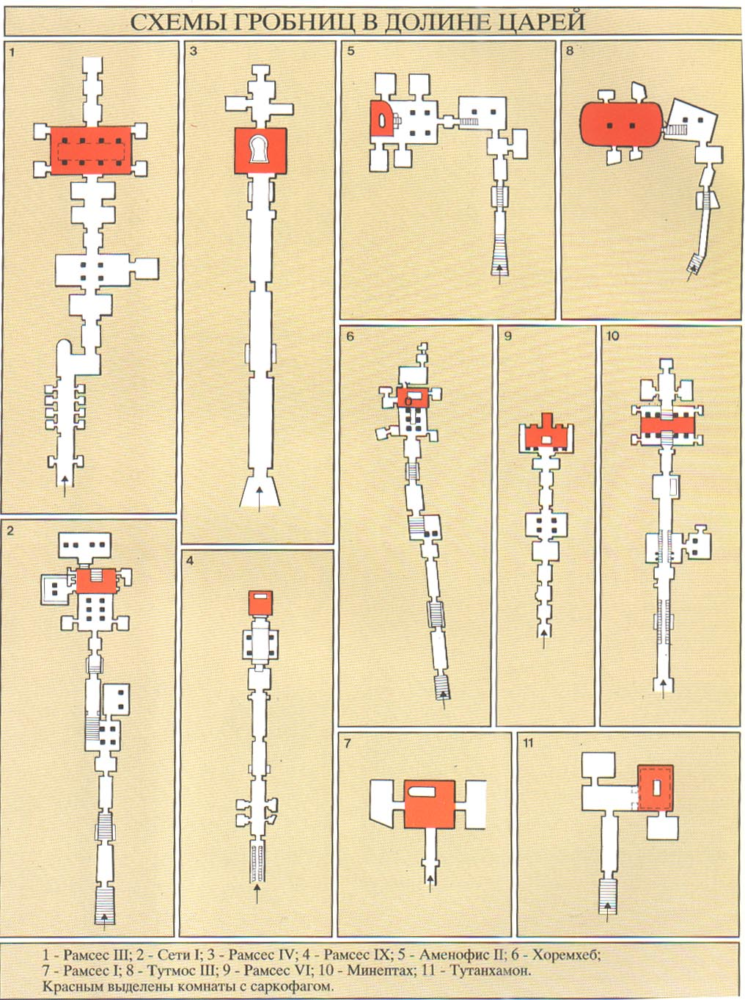 СХЕМЫ ГРОБНИЦ В ДОЛИНЕ ЦАРЕЙ
1
3
5
8
6
9
10
2
4
7
11
1 - Рамсес III; 2 - Сети I; 3 - Рамсес IV; 4 - Рамсес IX; 5 - Аменофис II; 6 - Хоремхеб;
7 - Рамсес I; 8 - Тутмос III; 9 - Рамсес VI; 10 - Минептах; 11 - Тутанхамон.
Красным выделены комнаты с саркофагом.